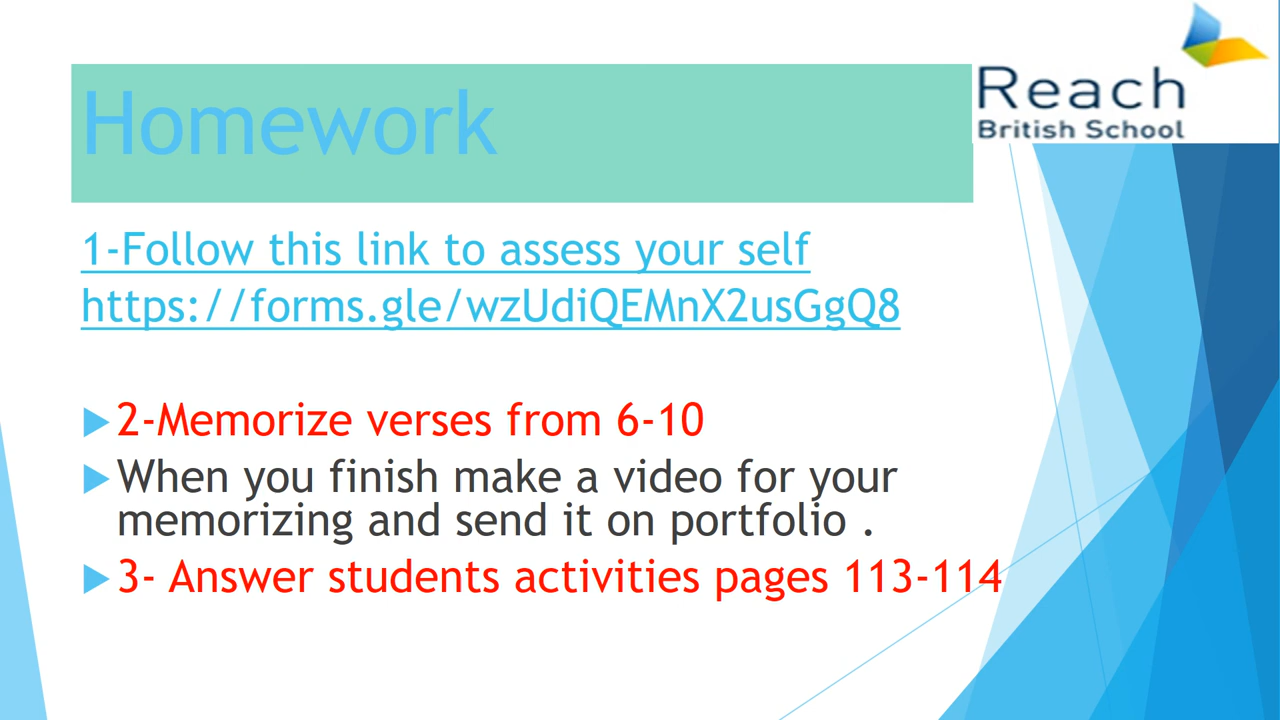 Reach
British School
Homework
1-Follow this link to assess your self
https://forms.gle/wzUdiQEMnX2usGgQ8
2-Memorize verses from 6-10
When you finish make a video for your
memorizing and send it on portfolio .
3- Answer students activities pages 113-114